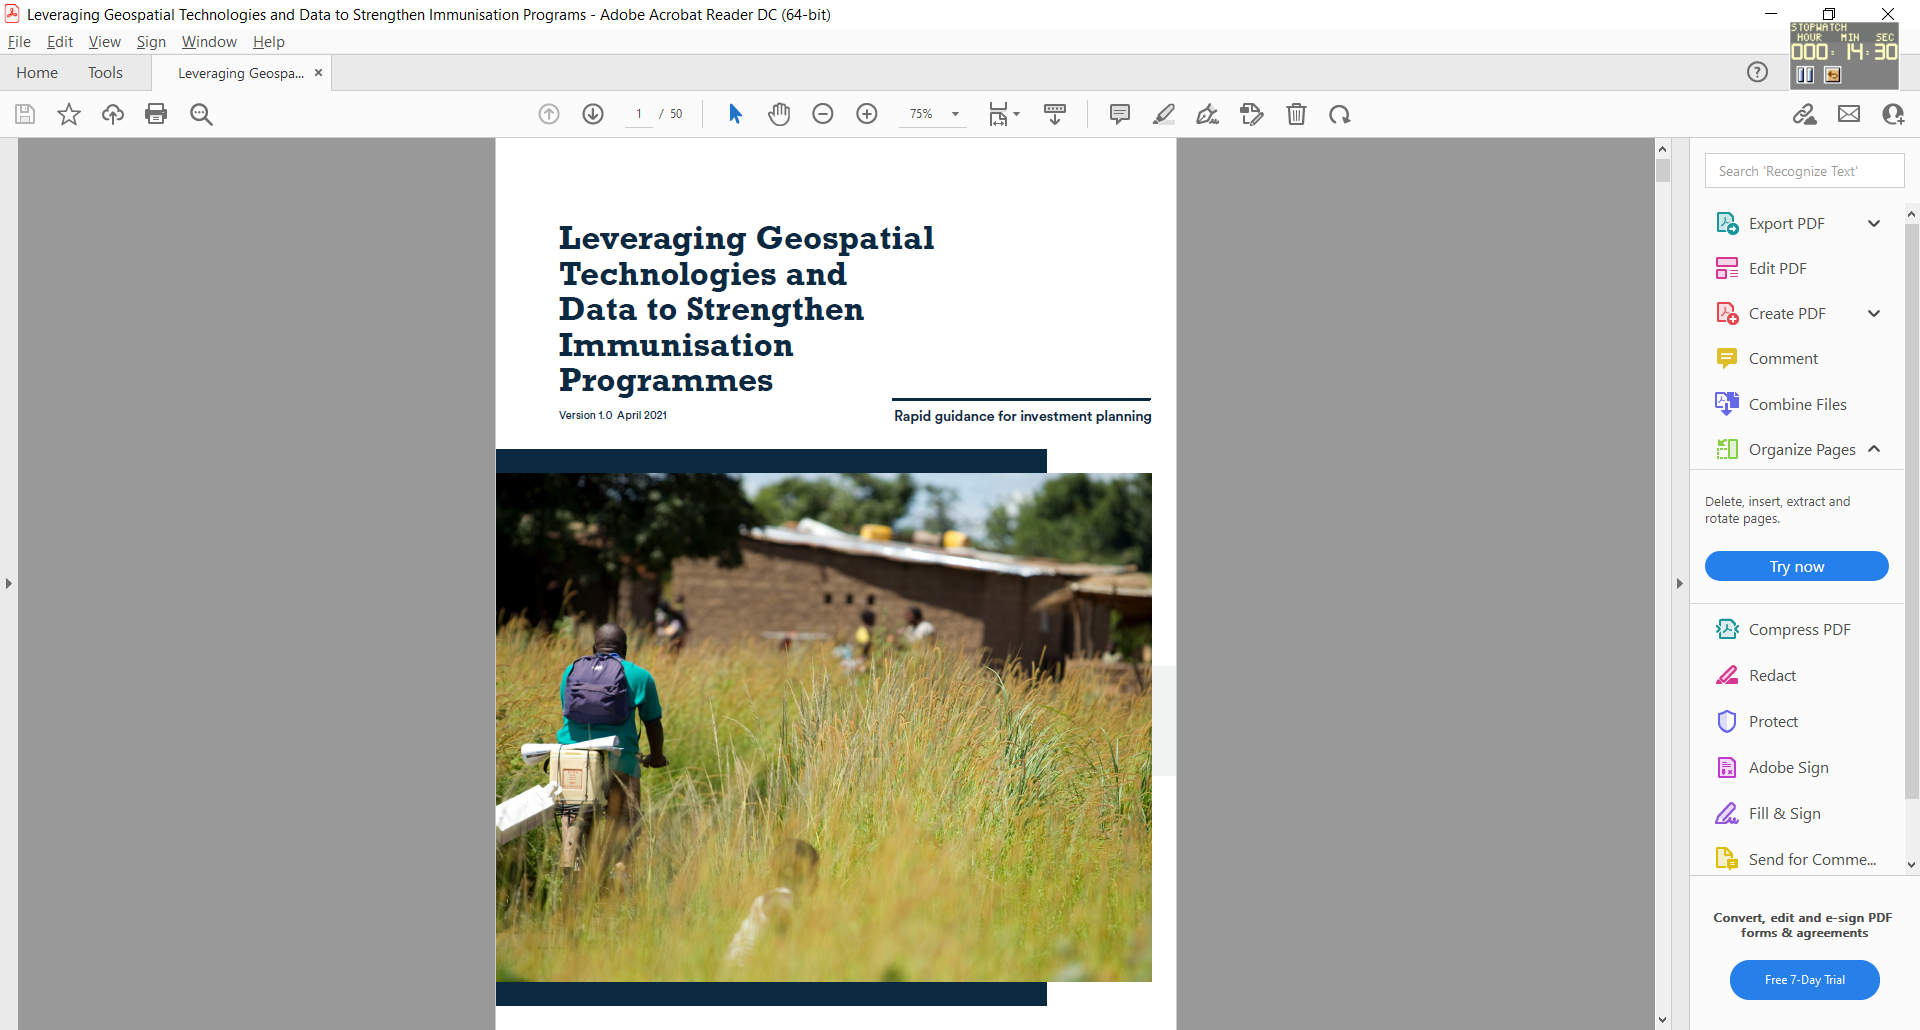 Leveraging Geospatial Technologies and Data to Strengthen Immunisation Programs - Adobe Acrobat Reader DC (64-bit)
File Edit View Sign Window Help
STOPWATCH
HOUR MIN SEC
000: 14: 30
Home Tools Leveraging Geospa... ×
1 / 50 75%
Search 'Recognize Text'
Leveraging Geospatial
Technologies and
Data to Strengthen
Immunisation
Programmes
Version 1.0 April 2021
Rapid guidance for investment planning
Export PDF
Edit PDF
Create PDF
Comment
Combine Files
Organize Pages
Delete, insert, extract and
rotate pages.
Try now
Compress PDF
Redact
Protect
Adobe Sign
Fill & Sign
Send for Comme...
Convert, edit and e-sign PDF
forms & agreements
Free 7-Day Trial